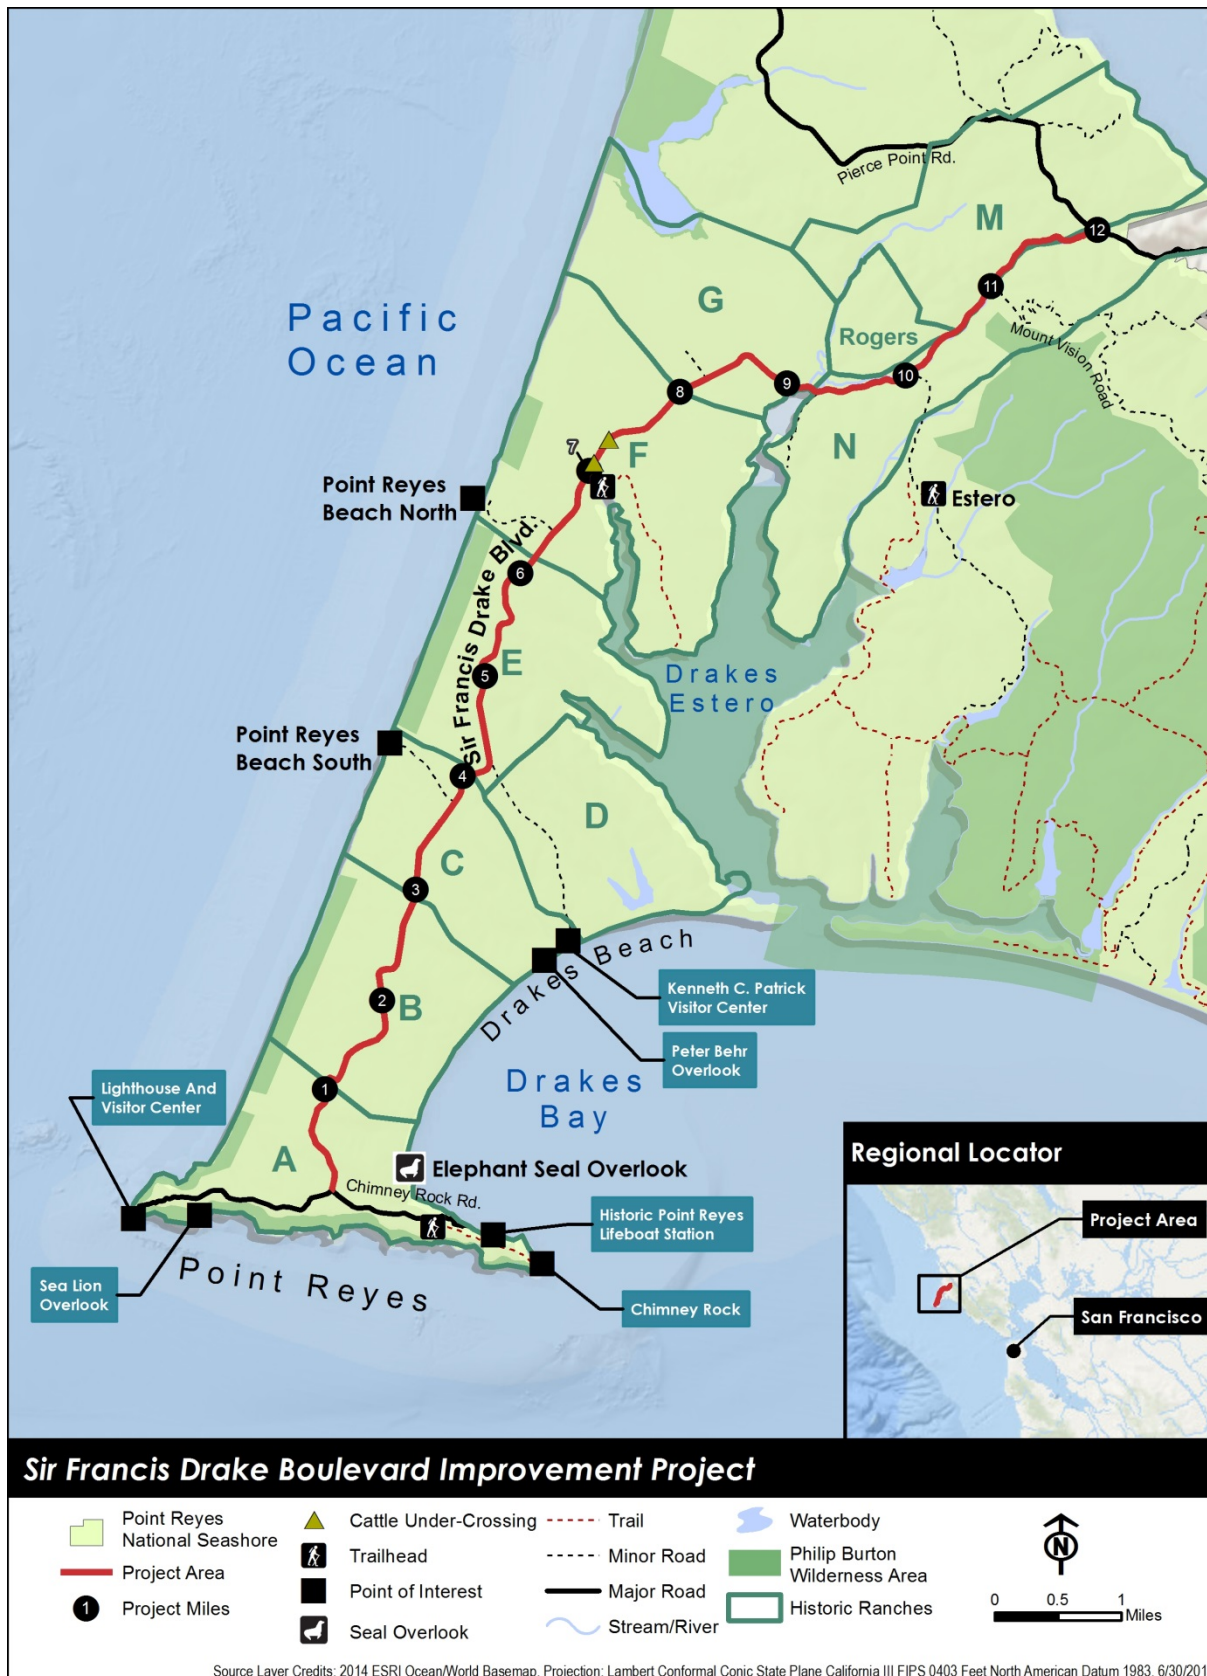 Pierce Point Rd.
M
12
11
G
Pacific
Ocean
Rogers
Mount Vision Road
8
9
10
7
F
N
Point Reyes
Beach North
Estero
Sir Francis Drake Blvd.
6
E
5
Drakes
Estero
Point Reyes
Beach South
4
D
C
3
Drakes Beach
Kenneth C. Patrick
Visitor Center
2
B
Peter Behr
Overlook
Drakes
Bay
Lighthouse And
Visitor Center
1
A
Elephant Seal Overlook
Chimney Rock Rd.
Historic Point Reyes
Lifeboat Station
Point Reyes
Sea Lion
Overlook
Chimney Rock
Regional Locator
Project Area
San Francisco
Sir Francis Drake Boulevard Improvement Project
Point Reyes
National Seashore
Project Area
1 Project Miles
Cattle Under-Crossing
Trailhead
Point of Interest
Seal Overlook
Trail
Minor Road
Major Road
Stream/River
Waterbody
Philip Burton
Wilderness Area
Historic Ranches
N
0 0.5 1
Miles
Source Layer Credits: 2014 ESRI Ocean/World Basemap, Projection: Lambert Conformal Conic State Plane California III FIPS 0403 Feet North American Datum 1983, 6/30/201